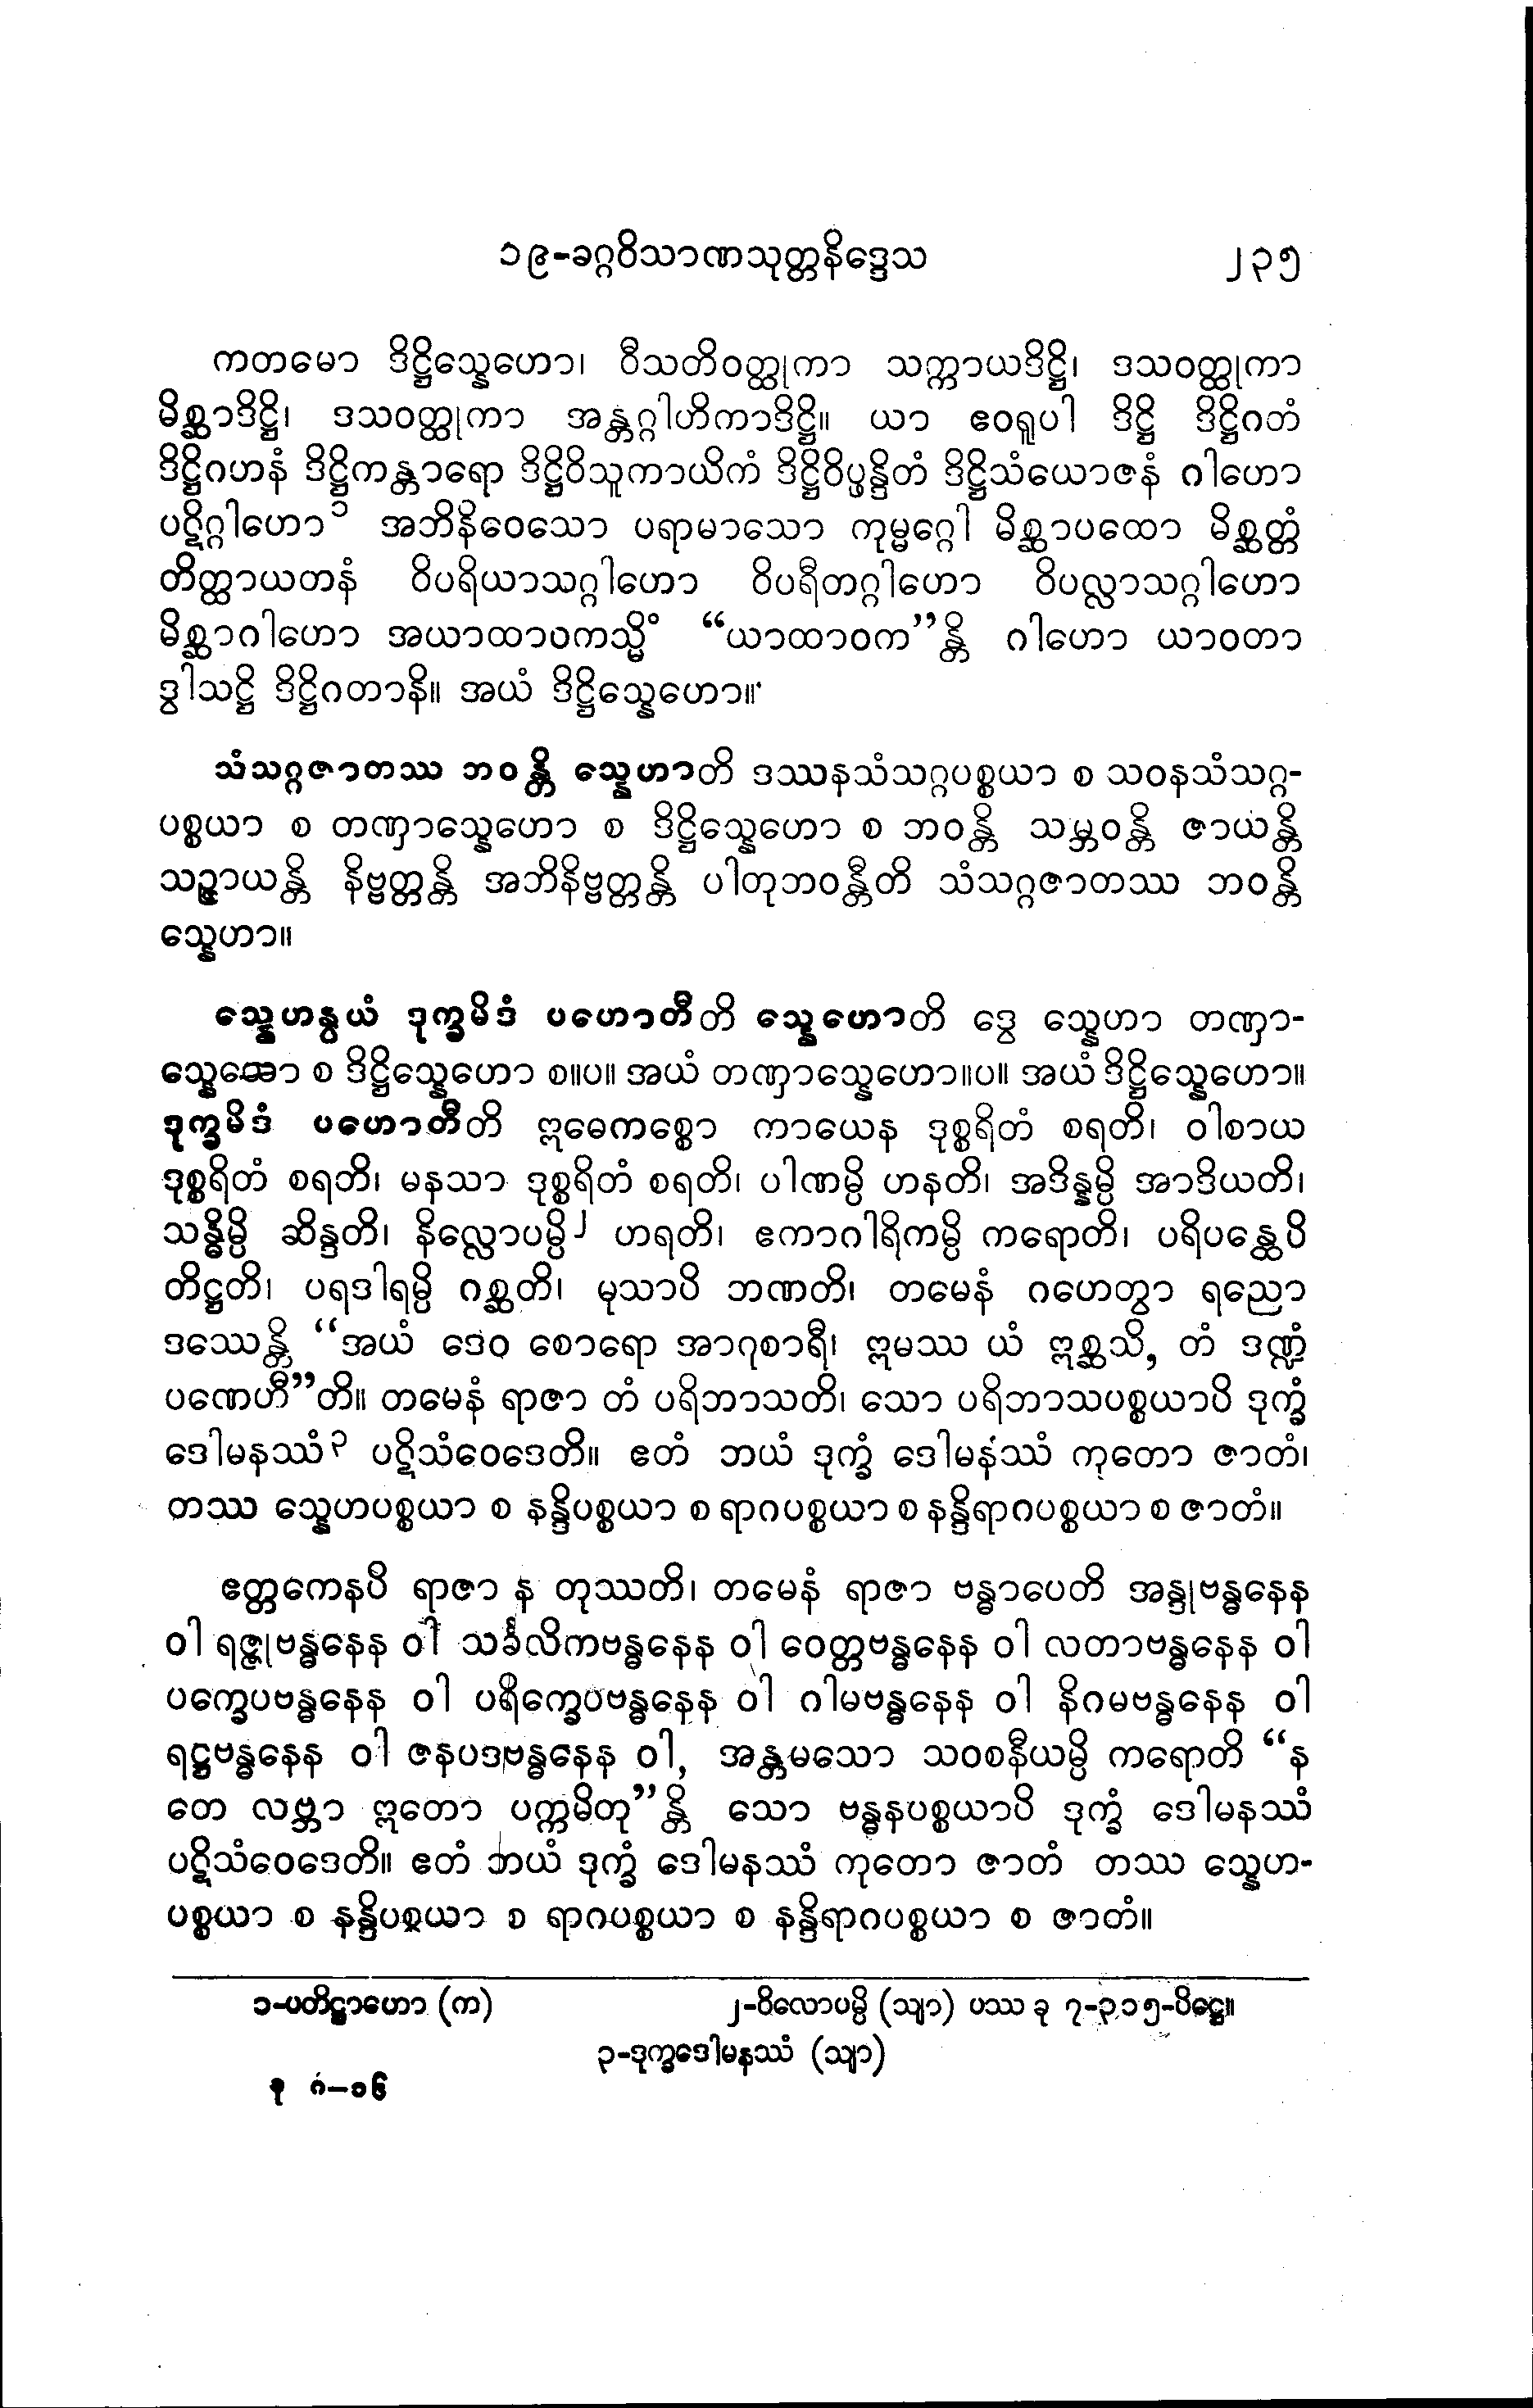 ၁၉-ခဂ္ဂဝိသာဏသုတ္တနိဒ္ဒေသ ၂၃၅
ကတမော ဒိဋ္ဌိသ္နေဟော၊ ဝီသတိဝတ္ထုကာ သက္ကာယဒိဋ္ဌိ၊ ဒသဝတ္ထုကာ
မိစ္ဆာဒိဋ္ဌိ၊ ဒသဝတ္ထုကာ အန္တဂ္ဂါဟိကာဒိဋ္ဌိ။ ယာ ဧဝရူပါ ဒိဋ္ဌိ ဒိဋ္ဌိဂတံ
ဒိဋ္ဌိဂဟနံ ဒိဋ္ဌိကန္တာရော ဒိဋ္ဌိဝိသူကာယိကံ ဒိဋ္ဌိဝိပ္ဖန္ဒိတံ ဒိဋ္ဌိသံယောဇနံ ဂါဟော
ပဋိဂ္ဂါဟော၁ အဘိနိဝေသော ပရာမာသော ကုမ္မဂ္ဂေါ မိစ္ဆာပထော မိစ္ဆတ္တံ
တိတ္ထာယတနံ ဝိပရိယာသဂ္ဂါဟော ဝိပရီတဂ္ဂါဟော ဝိပလ္လာသဂ္ဂါဟော
မိစ္ဆာဂါဟော အယာထာဝကသ္မိံ “ယာထာဝက”န္တိ ဂါဟော ယာဝတာ
ဒွါသဋ္ဌိ ဒိဋ္ဌိဂတာနိ။ အယံ ဒိဋ္ဌိသ္နေဟော။
သံသဂ္ဂဇာတဿ ဘဝန္တိ သ္နေဟာတိ ဒဿနသံသဂ္ဂပစ္စယာ စ သဝနသံသဂ္ဂ-
ပစ္စယာ စ တဏှာသ္နေဟော စ ဒိဋ္ဌိသ္နေဟော စ ဘဝန္တိ သမ္ဘဝန္တိ ဇာယန္တိ
သဉ္ဇာယန္တိ နိဗ္ဗတ္တန္တိ အဘိနိဗ္ဗတ္တန္တိ ပါတုဘဝန္တီတိ သံသဂ္ဂဇာတဿ ဘဝန္တိ
သ္နေဟာ။
သ္နေဟနွယံ ဒုက္ခမိဒံ ပဟောတီတိ သ္နေဟောတိ ဒွေ သ္နေဟာ တဏှာ-
သ္နေဟော စ ဒိဋ္ဌိသ္နေဟော စ။ပ။ အယံ တဏှာသ္နေဟော။ပ။ အယံ ဒိဋ္ဌိသ္နေဟော။
ဒုက္ခမိဒံ ပဟောတီတိ ဣဓေကစ္စော ကာယေန ဒုစ္စရိတံ စရတိ၊ ဝါစာယ
ဒုစ္စရိတံ စရတိ၊ မနသာ ဒုစ္စရိတံ စရတိ၊ ပါဏမ္ပိ ဟနတိ၊ အဒိန္နမ္ပိ အာဒိယတိ၊
သန္ဓိမ္ပိ ဆိန္ဒတိ၊ နိလ္လောပမ္ပိ၂ ဟရတိ၊ ဧကာဂါရိကမ္ပိ ကရောတိ၊ ပရိပန္ထေပိ
တိဋ္ဌတိ၊ ပရဒါရမ္ပိ ဂစ္ဆတိ၊ မုသာပိ ဘဏတိ၊ တမေနံ ဂဟေတွာ ရညော
ဒဿေန္တိ “အယံ ဒေဝ စောရော အာဂုစာရီ၊ ဣမဿ ယံ ဣစ္ဆသိ, တံ ဒဏ္ဍံ
ပဏေဟီ”တိ။ တမေနံ ရာဇာ တံ ပရိဘာသတိ၊ သော ပရိဘာသပစ္စယာပိ ဒုက္ခံ
ဒေါမနဿံ၃ ပဋိသံဝေဒေတိ။ ဧတံ ဘယံ ဒုက္ခံ ဒေါမနဿံ ကုတော ဇာတံ၊
တဿ သ္နေဟပစ္စယာ စ နန္ဒိပစ္စယာ စ ရာဂပစ္စယာ စ နန္ဒိရာဂပစ္စယာ စ ဇာတံ။
ဧတ္တကေနပိ ရာဇာ န တုဿတိ၊ တမေနံ ရာဇာ ဗန္ဓာပေတိ အန္ဒုဗန္ဓနေန
ဝါ ရဇ္ဇုဗန္ဓနေန ဝါ သင်္ခလိကဗန္ဓနေန ဝါ ဝေတ္တဗန္ဓနေန ဝါ လတာဗန္ဓနေန ဝါ
ပက္ခေပဗန္ဓနေန ဝါ ပရိက္ခေပဗန္ဓနေန ဝါ ဂါမဗန္ဓနေန ဝါ နိဂမဗန္ဓနေန ဝါ
ရဋ္ဌဗန္ဓနေန ဝါ ဇနပဒဗန္ဓနေန ဝါ, အန္တမသော သဝစနီယမ္ပိ ကရောတိ “န
တေ လဗ္ဘာ ဣတော ပက္ကမိတု”န္တိ သော ဗန္ဓနပစ္စယာပိ ဒုက္ခံ ဒေါမနဿံ
ပဋိသံဝေဒေတိ။ ဧတံ ဘယံ ဒုက္ခံ ဒေါမနဿံ ကုတော ဇာတံ တဿ သ္နေဟ-
ပစ္စယာ စ နန္ဒိပစ္စယာ စ ရာဂပစ္စယာ စ နန္ဒိရာဂပစ္စယာ စ ဇာတံ။
၁-ပတိဋ္ဌာဟော (က) ၂-ဝိလောပမ္ပိ (သျာ) ပဿ ခု ၇-၃၁၅-ပိဋ္ဌေ။
၃-ဒုက္ခဒေါမနဿံ (သျာ)
နု ဂံ—၁၆